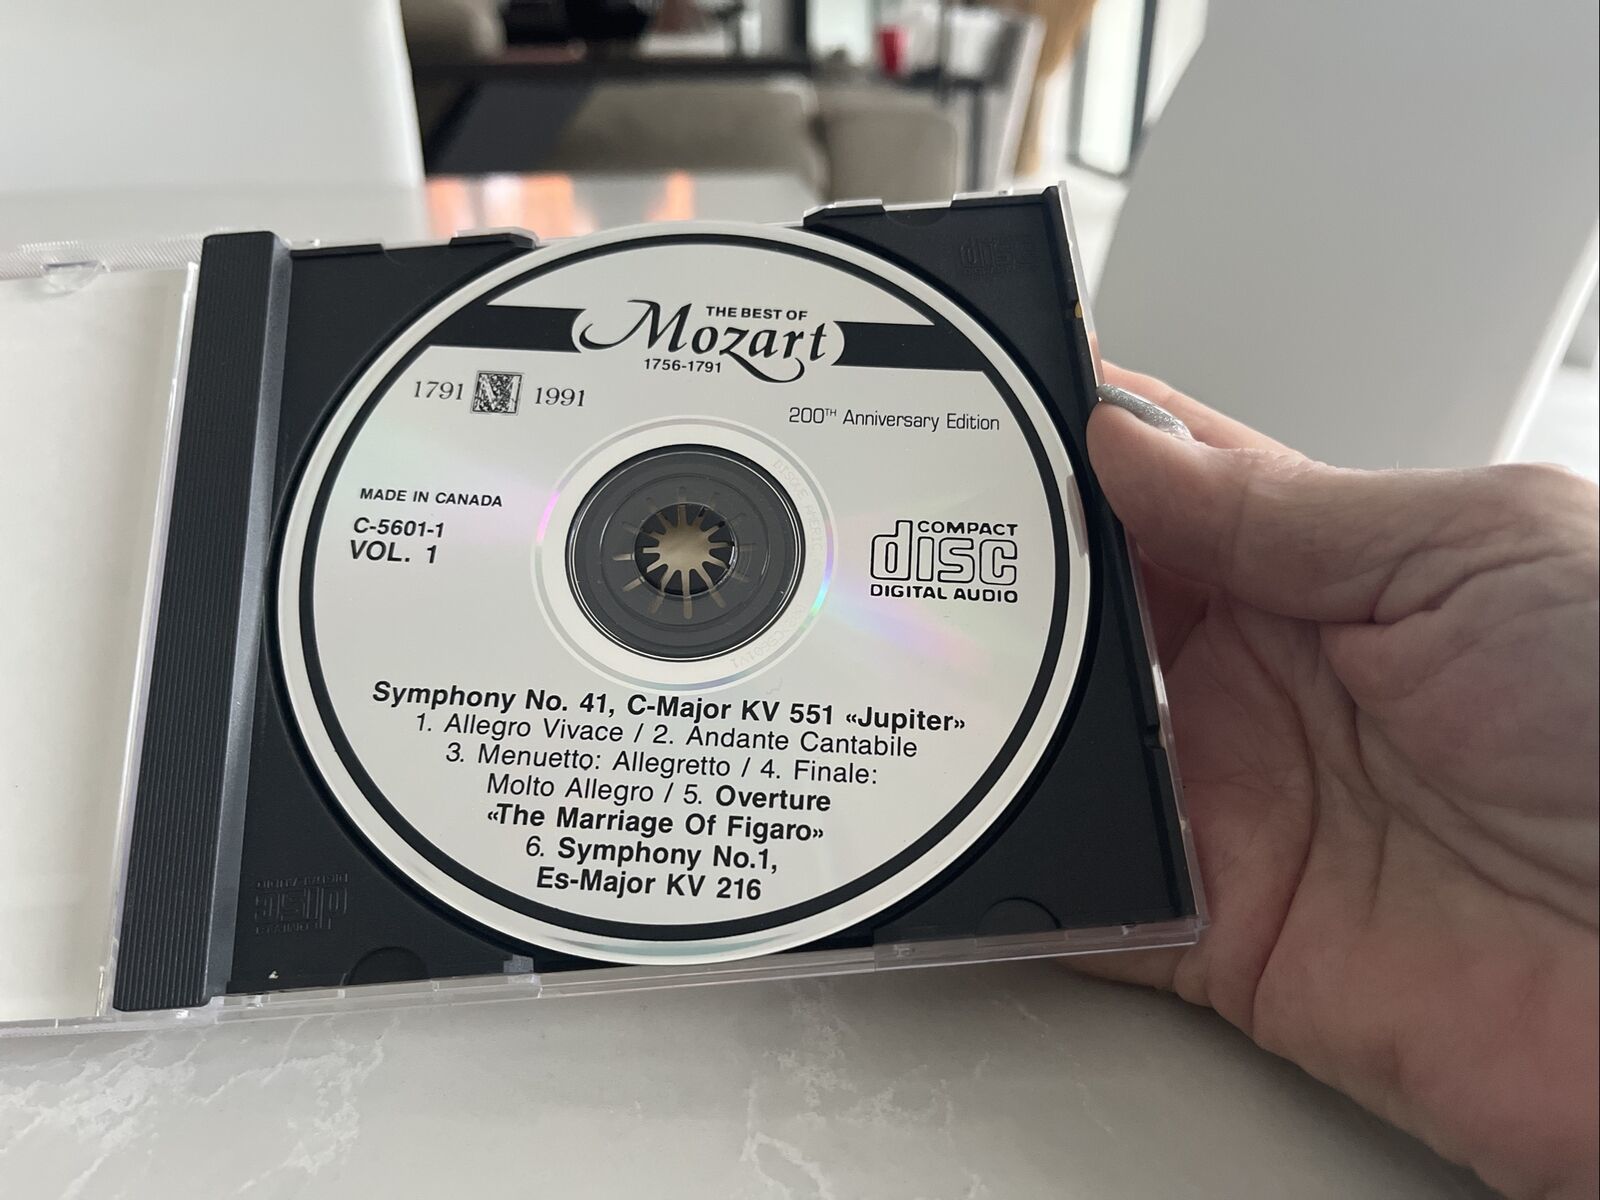 THE BEST OF
Mozart
1756-1791
1791 M 1991
200TH Anniversary Edition
MADE IN CANADA
C-5601-1
VOL. 1
COMPACT
disc
DIGITAL AUDIO
Symphony No. 41, C-Major KV 551 «Jupiter»
1. Allegro Vivace / 2. Andante Cantabile
3. Menuetto: Allegretto / 4. Finale:
Molto Allegro / 5. Overture
«The Marriage Of Figaro»
6. Symphony No.1,
Es-Major KV 216